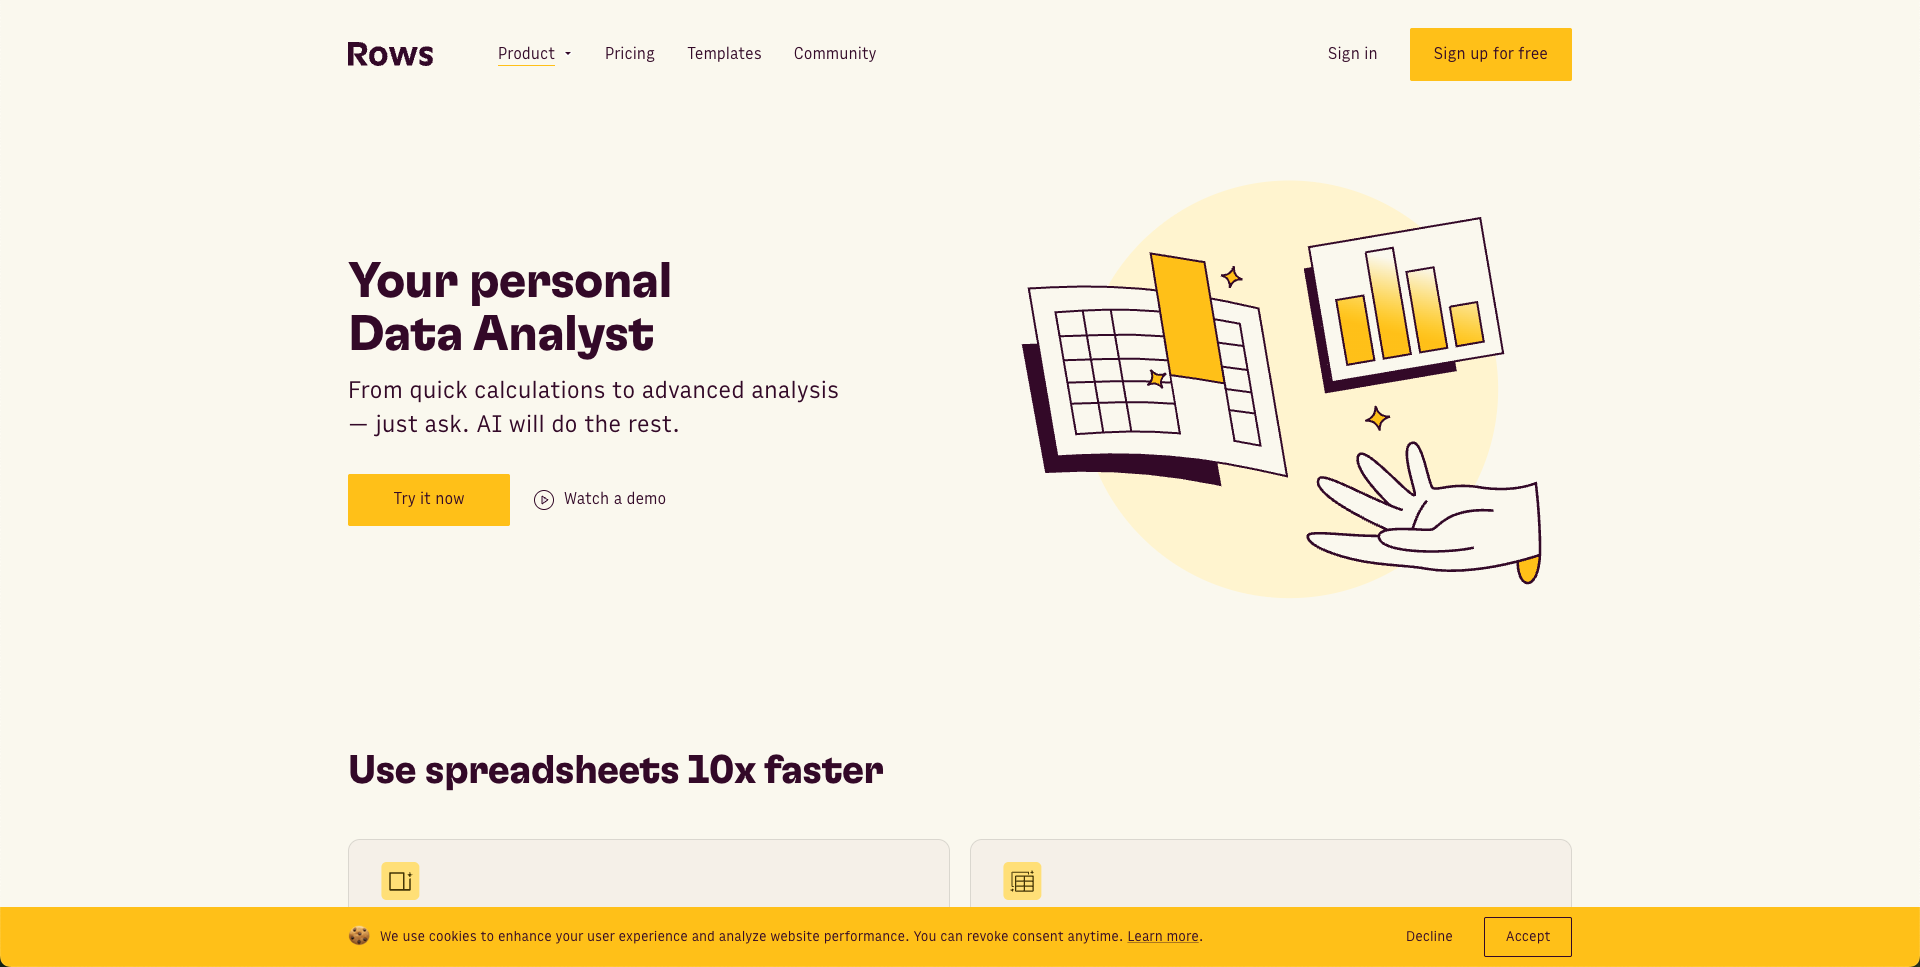 Rows
Product
Pricing
Templates
Community
Sign in
Sign up for free
Your personal
Data Analyst
From quick calculations to advanced analysis
— just ask. AI will do the rest.
Try it now
Watch a demo
Use spreadsheets 10x faster
We use cookies to enhance your user experience and analyze website performance. You can revoke consent anytime. Learn more.
Decline
Accept